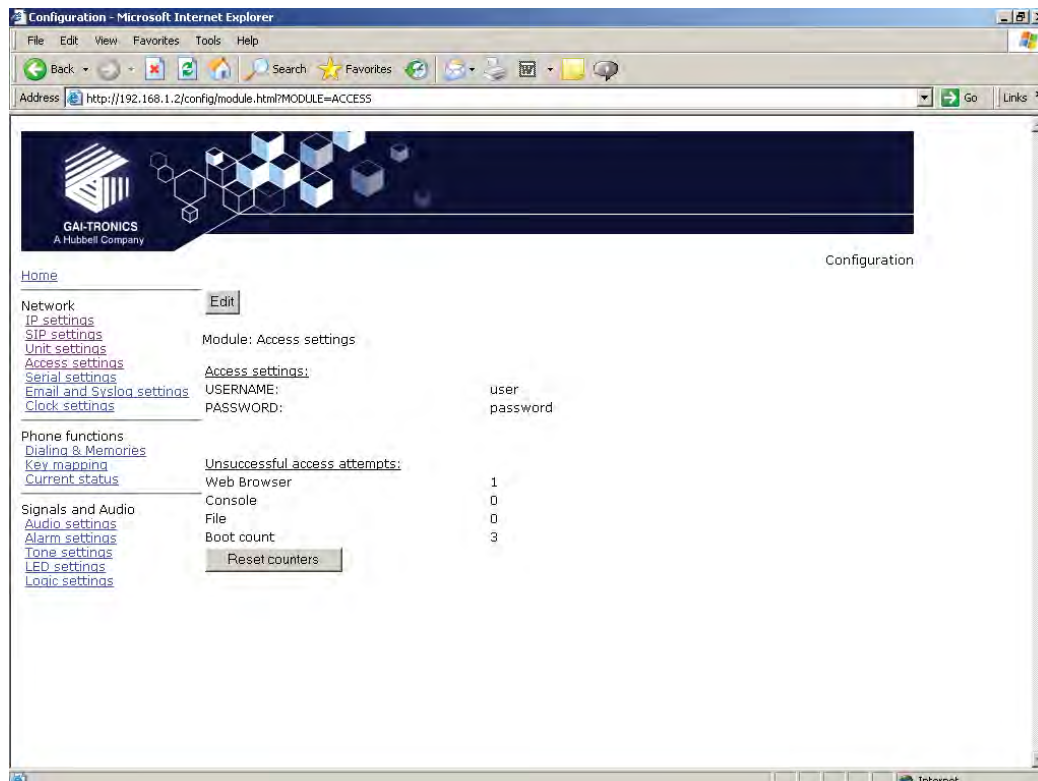 Configuration - Microsoft Internet Explorer
File Edit View Favorites Tools Help
Back Search Favorites
Address http://192.168.1.2/config/module.html?MODULE=ACCESS Go Links
GAI-TRONICS
A Hubbell Company
Configuration
Home
Edit
Network
IP settings
SIP settings
Unit settings
Access settings
Serial settings
Email and Syslog settings
Clock settings
Module: Access settings
Access settings:
USERNAME: user
PASSWORD: password
Phone functions
Dialing & Memories
Key mapping
Current status
Unsuccessful access attempts:
Web Browser 1
Console 0
File 0
Boot count 3
Reset counters
Signals and Audio
Audio settings
Alarm settings
Tone settings
LED settings
Logic settings
Internet